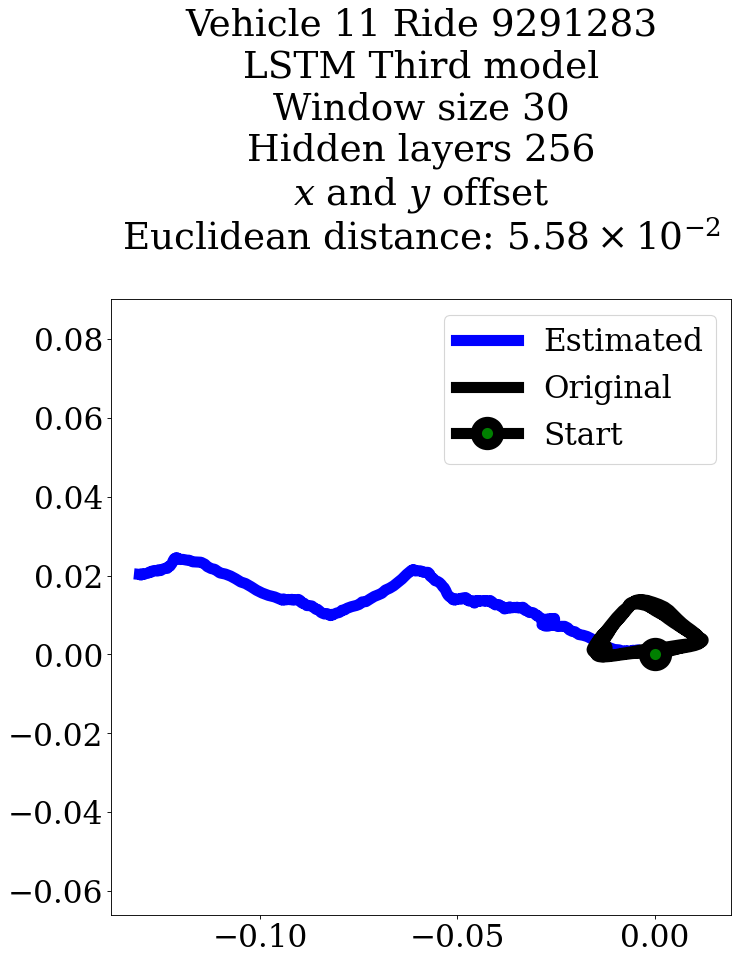 Vehicle 11 Ride 9291283
LSTM Third model
Window size 30
Hidden layers 256
x and y offset
Euclidean distance: 5.58 × 10⁻²
Estimated
Original
Start
0.08
0.06
0.04
0.02
0.00
−0.02
−0.04
−0.06
−0.10
−0.05
0.00